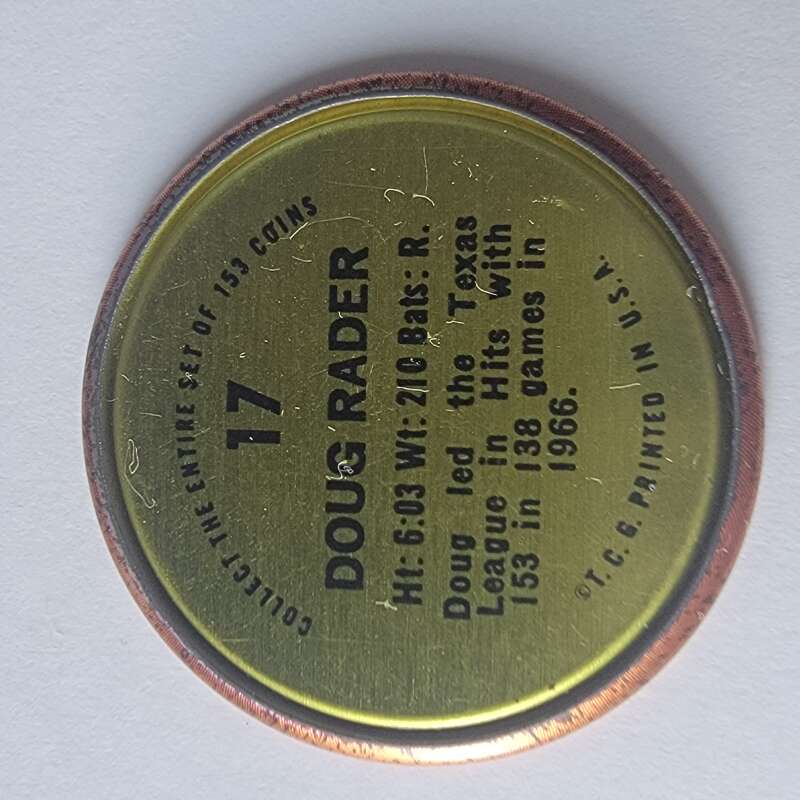 COLLECT THE ENTIRE SET OF 153 COINS
17
DOUG RADER
Ht: 6:03 Wt: 210 Bats: R.
Doug led the Texas
League in Hits with
153 in 138 games in
1966.
©T. C. G. PRINTED IN U.S.A.